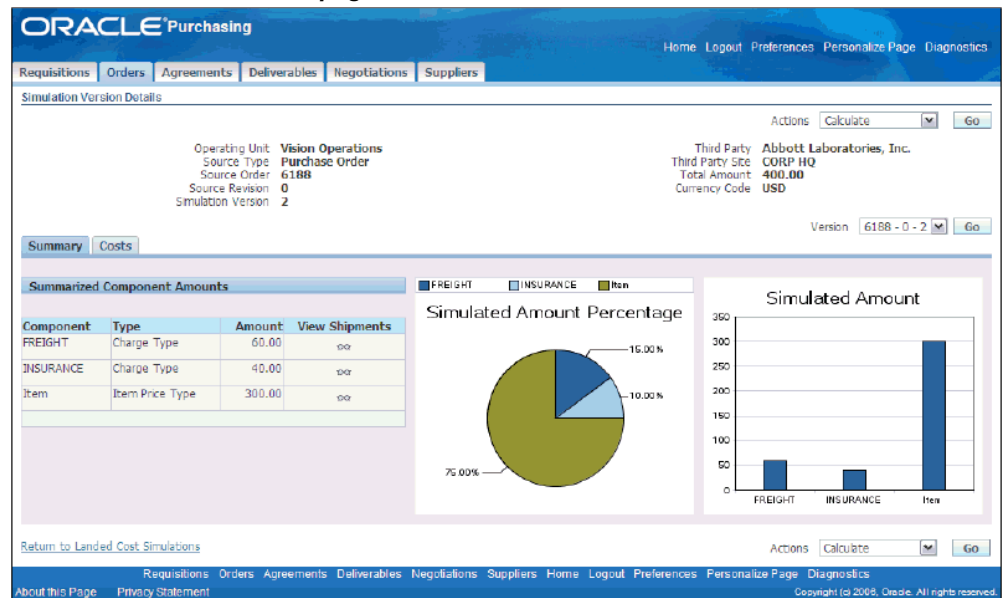 ORACLE Purchasing
Home Logout Preferences Personalize Page Diagnostics
Requisitions Orders Agreements Deliverables Negotiations Suppliers
Simulation Version Details
Actions Calculate Go
Operating Unit Vision Operations
Source Type Purchase Order
Source Order 6188
Source Revision 0
Simulation Version 2
Third Party Abbott Laboratories, Inc.
Third Party Site CORP HQ
Total Amount 400.00
Currency Code USD
Version 6188 - 0 - 2 Go
Summary Costs
Summarized Component Amounts
Component Type Amount View Shipments
FREIGHT Charge Type 60.00
INSURANCE Charge Type 40.00
Item Item Price Type 300.00
FREIGHT INSURANCE Item
Simulated Amount Percentage
15.00%
10.00%
75.00%
Simulated Amount
350
300
250
200
150
100
50
0
FREIGHT INSURANCE Item
Return to Landed Cost Simulations
Actions Calculate Go
Requisitions Orders Agreements Deliverables Negotiations Suppliers Home Logout Preferences Personalize Page Diagnostics
About this Page Privacy Statement
Copyright (c) 2006, Oracle. All rights reserved.